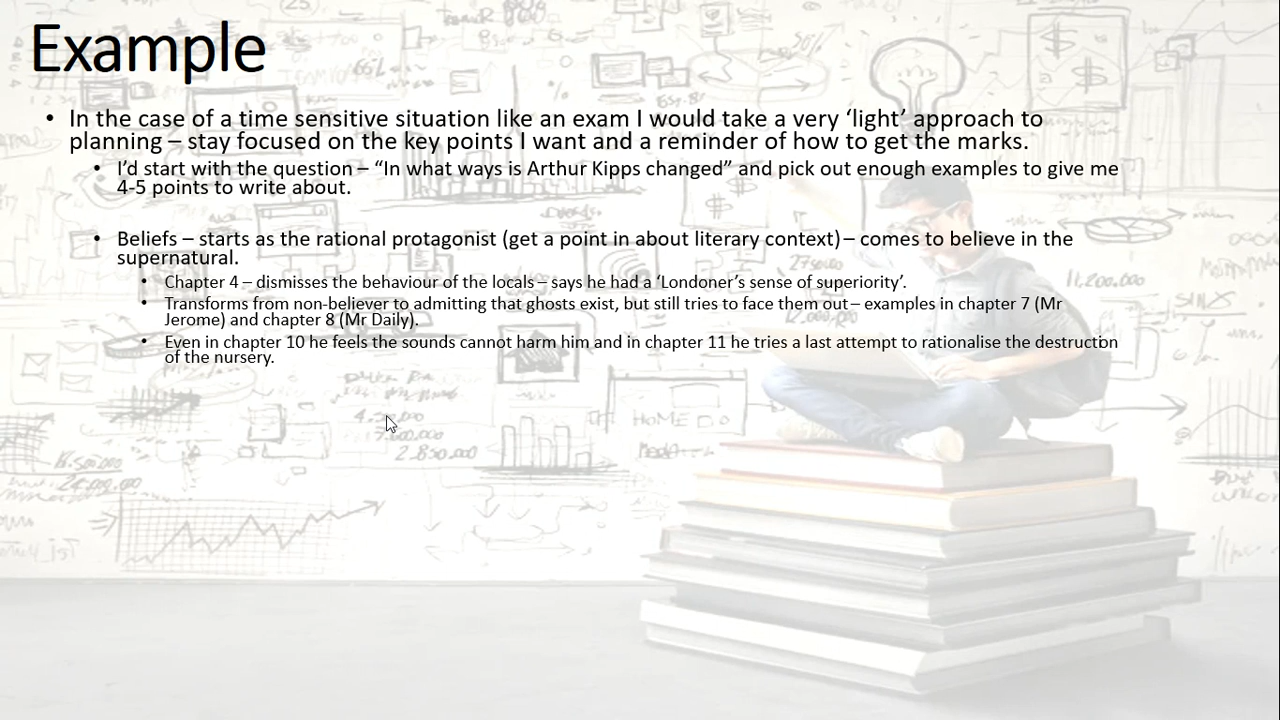 Example
• In the case of a time sensitive situation like an exam I would take a very ‘light’ approach to
planning – stay focused on the key points I want and a reminder of how to get the marks.
• I’d start with the question – “In what ways is Arthur Kipps changed” and pick out enough examples to give me
4-5 points to write about.
• Beliefs – starts as the rational protagonist (get a point in about literary context) – comes to believe in the
supernatural.
• Chapter 4 – dismisses the behaviour of the locals – says he had a ‘Londoner’s sense of superiority’.
• Transforms from non-believer to admitting that ghosts exist, but still tries to face them out – examples in chapter 7 (Mr
Jerome) and chapter 8 (Mr Daily).
• Even in chapter 10 he feels the sounds cannot harm him and in chapter 11 he tries a last attempt to rationalise the destruction
of the nursery.
11,200.000
HOME
2.850.000